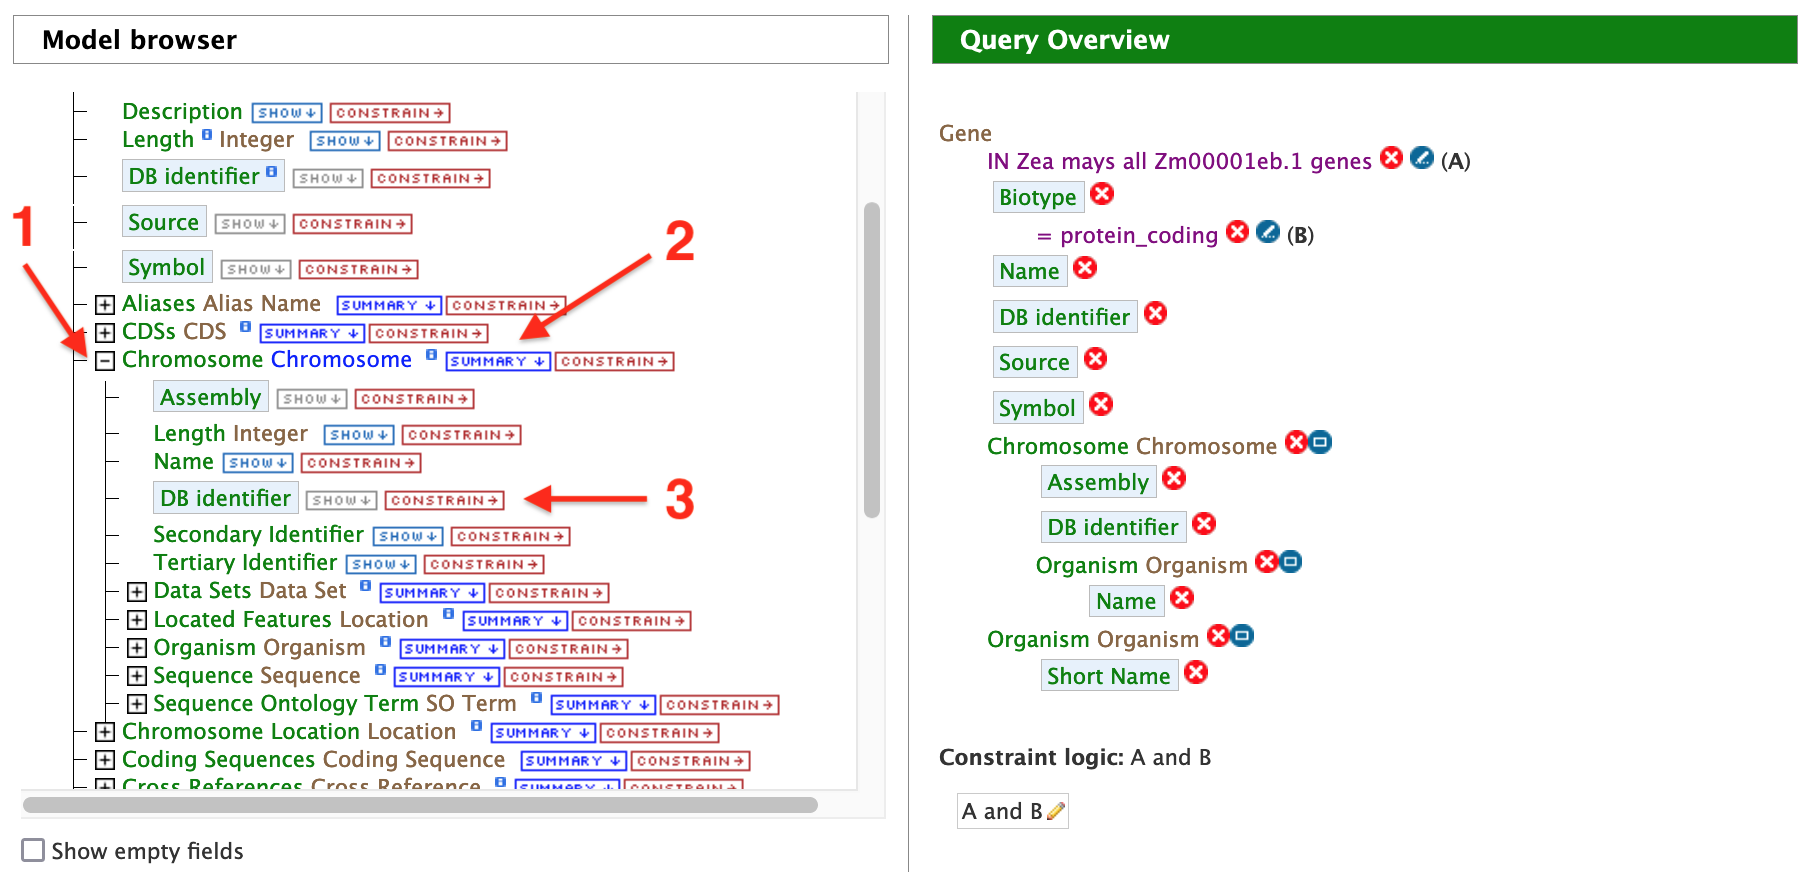 Model browser
Description SHOW↓ CONSTRAIN→
Length i Integer SHOW↓ CONSTRAIN→
DB identifier i SHOW↓ CONSTRAIN→
1
Source SHOW↓ CONSTRAIN→
2
Symbol SHOW↓ CONSTRAIN→
Aliases Alias Name SUMMARY ↓ CONSTRAIN→
CDSs CDS i SUMMARY ↓ CONSTRAIN→
Chromosome Chromosome i SUMMARY ↓ CONSTRAIN→
Assembly SHOW↓ CONSTRAIN→
Length Integer SHOW↓ CONSTRAIN→
Name SHOW↓ CONSTRAIN→
DB identifier SHOW↓ CONSTRAIN→
3
Secondary Identifier SHOW↓ CONSTRAIN→
Tertiary Identifier SHOW↓ CONSTRAIN→
Data Sets Data Set i SUMMARY ↓ CONSTRAIN→
Located Features Location i SUMMARY ↓ CONSTRAIN→
Organism Organism i SUMMARY ↓ CONSTRAIN→
Sequence Sequence i SUMMARY ↓ CONSTRAIN→
Sequence Ontology Term SO Term i SUMMARY ↓ CONSTRAIN→
Chromosome Location Location i SUMMARY ↓ CONSTRAIN→
Coding Sequences Coding Sequence SUMMARY ↓ CONSTRAIN→
Cross References Cross Reference i SUMMARY ↓ CONSTRAIN→
Show empty fields
Query Overview
Gene
IN Zea mays all Zm00001eb.1 genes (A)
Biotype
= protein_coding (B)
Name
DB identifier
Source
Symbol
Chromosome Chromosome
Assembly
DB identifier
Organism Organism
Name
Organism Organism
Short Name
Constraint logic: A and B
A and B